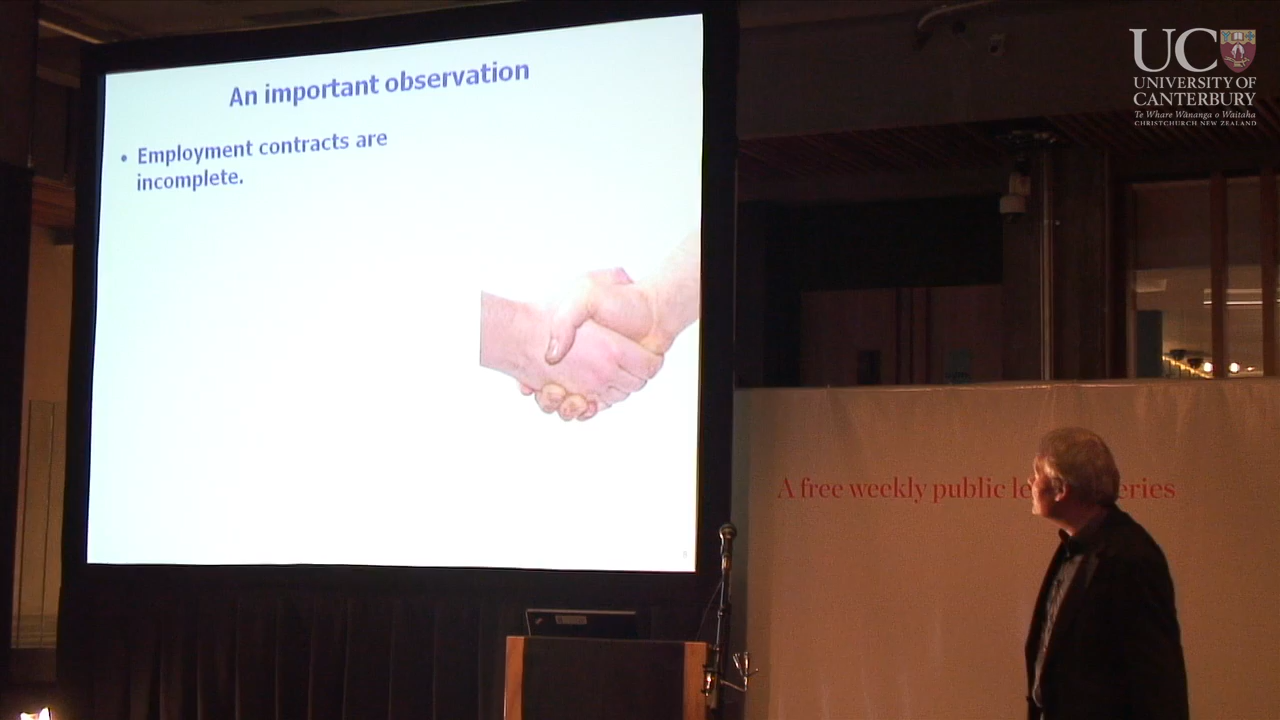 An important observation
• Employment contracts are
incomplete.
UC
UNIVERSITY OF
CANTERBURY
Te Whare Wānanga o Waitaha
CHRISTCHURCH NEW ZEALAND
A free weekly public le eries